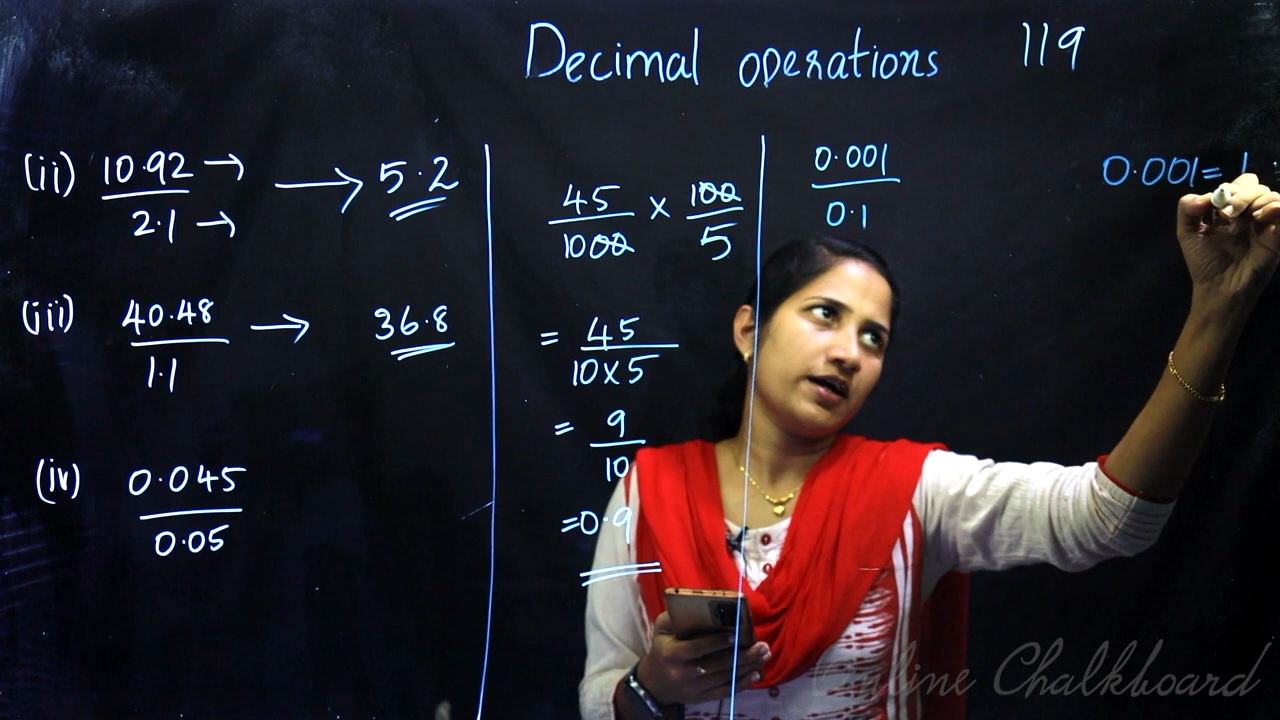 Decimal operations 119
(ii) 10.92 →
2.1 →
→ 5.2
(iii) 40.48 → 36.8
1.1
(iv) 0.045
0.05
45 × 100
1000 5
= 45
10×5
= 9
10
=0.9
0.001
0.1
0.001= 1
Online Chalkboard